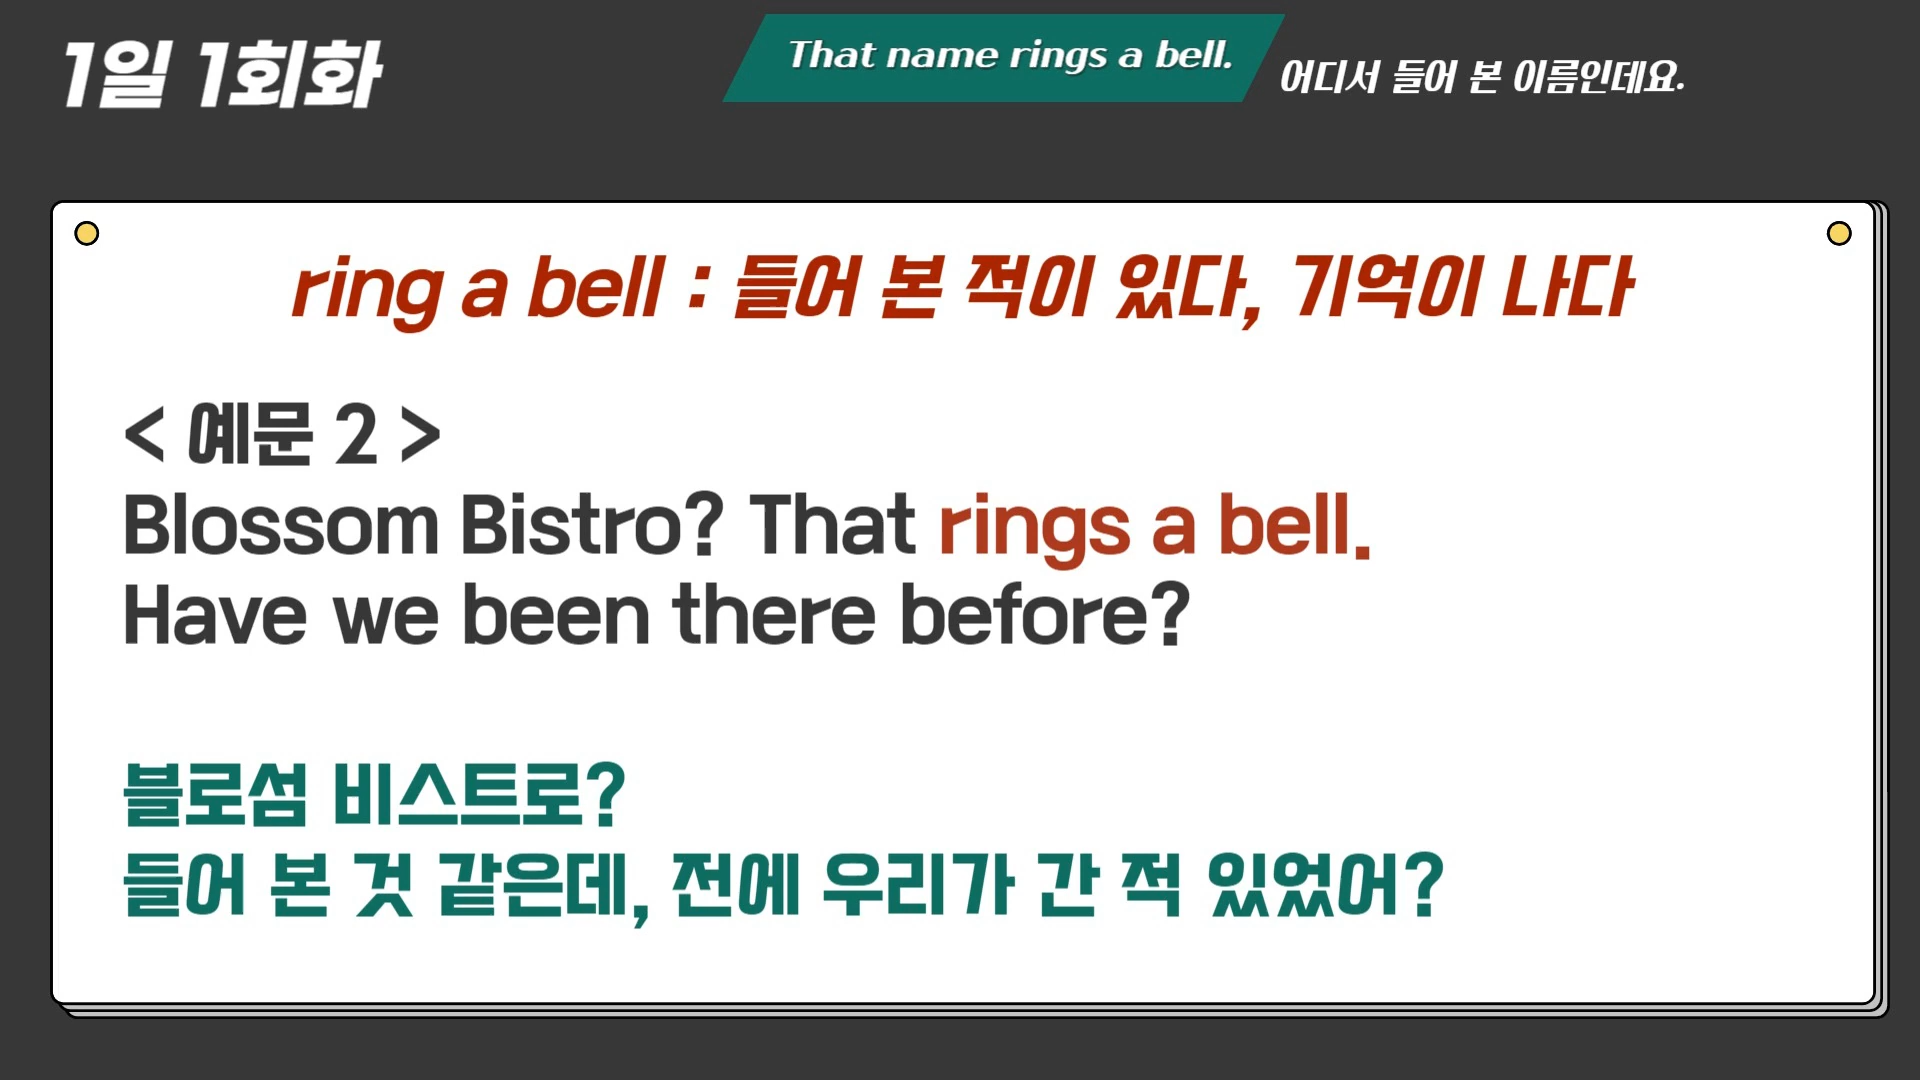 1일 1회화
That name rings a bell.
어디서 들어 본 이름인데요.
ring a bell : 들어 본 적이 있다, 기억이 나다
< 예문 2 >
Blossom Bistro? That rings a bell.
Have we been there before?
블로섬 비스트로?
들어 본 것 같은데, 전에 우리가 간 적 있었어?